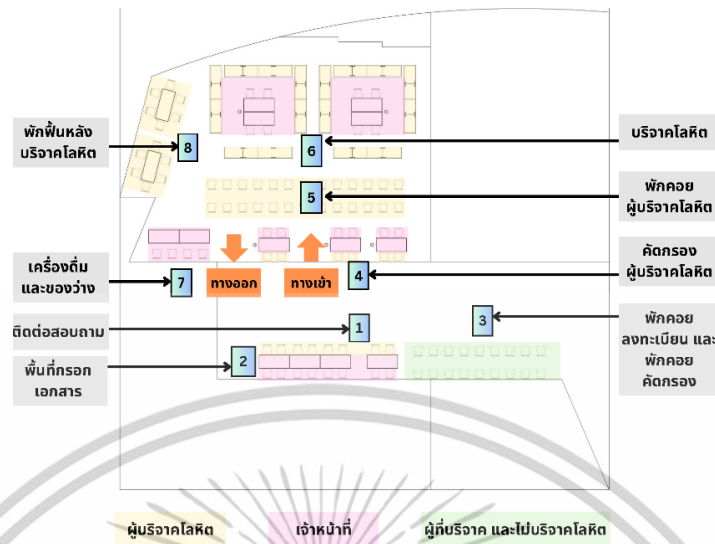 พักฟื้นหลัง
บริจาคโลหิต
8
6
บริจาคโลหิต
5
พักคอย
ผู้บริจาคโลหิต
เครื่องดื่ม
และของว่าง
7
ทางออก
ทางเข้า
4
คัดกรอง
ผู้บริจาคโลหิต
ติดต่อสอบถาม
1
3
พักคอย
ลงทะเบียน และ
พักคอย
คัดกรอง
พื้นที่กรอก
เอกสาร
2
ผู้บริจาคโลหิต
เจ้าหน้าที่
ผู้ที่บริจาค และไม่บริจาคโลหิต